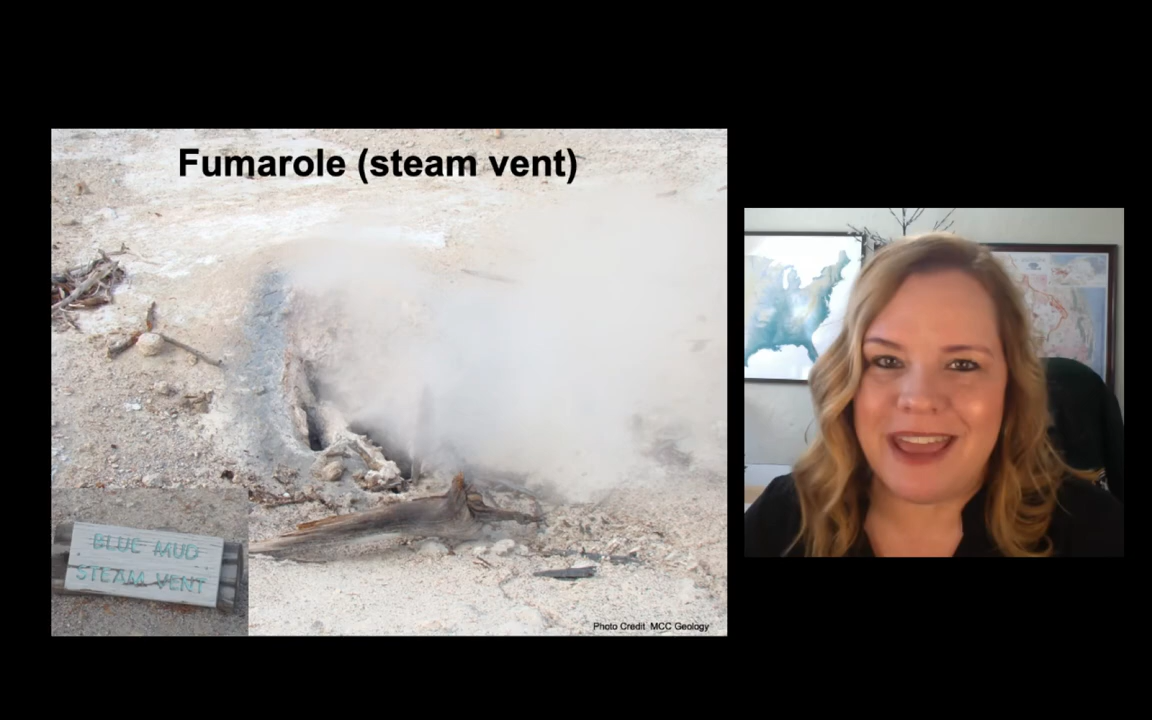 Fumarole (steam vent)
BLUE MUD
STEAM VENT
Photo Credit MCC Geology